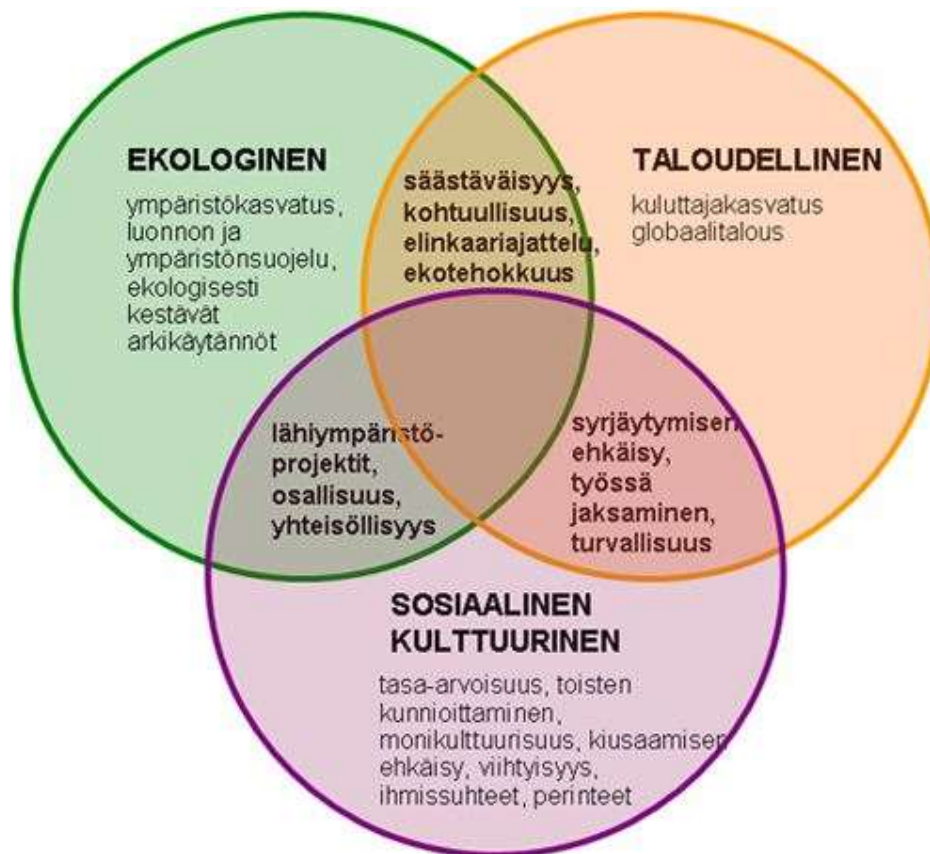 EKOLOGINEN
ympäristökasvatus,
luonnon ja
ympäristönsuojelu,
ekologisesti
kestävät
arkikäytännöt
säästäväisyys,
kohtuullisuus,
elinkaariajattelu,
ekotehokkuus
TALOUDELLINEN
kuluttajakasvatus
globaalitalous
lähiympäristö-
projektit,
osallisuus,
yhteisöllisyys
syrjäytymisen
ehkäisy,
työssä
jaksaminen,
turvallisuus
SOSIAALINEN
KULTTUURINEN
tasa-arvoisuus, toisten
kunnioittaminen,
monikulttuurisuus, kiusaamisen
ehkäisy, viihtyisyys,
ihmissuhteet, perinteet